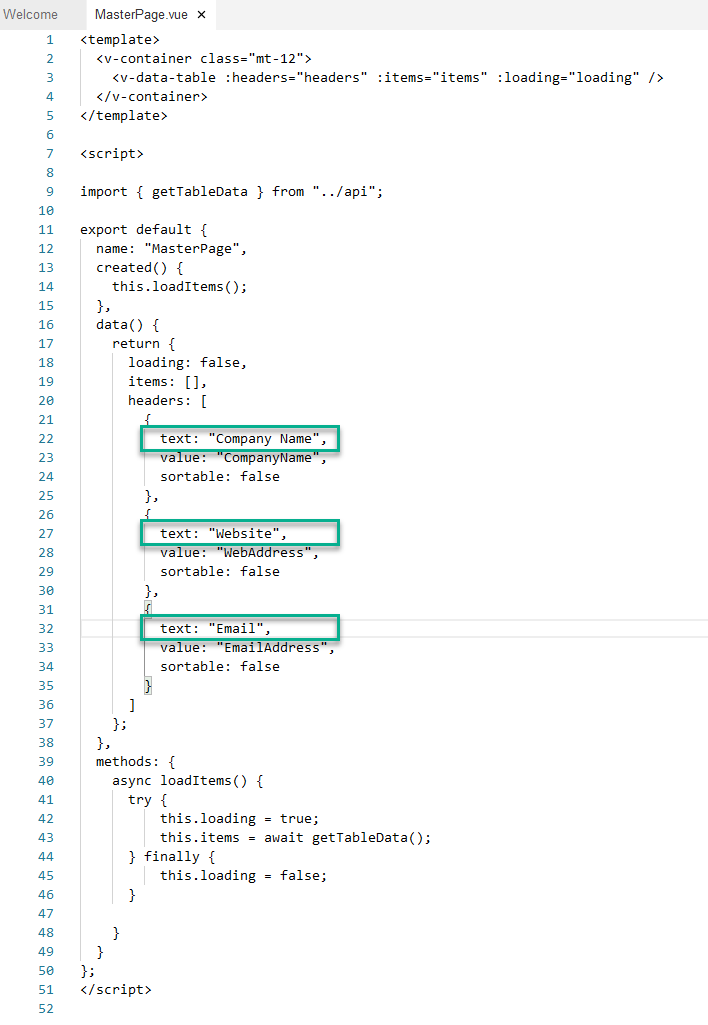 Welcome MasterPage.vue ×
1 <template>
2 <v-container class="mt-12">
3 <v-data-table :headers="headers" :items="items" :loading="loading" />
4 </v-container>
5 </template>
6
7 <script>
8
9 import { getTableData } from "../api";
10
11 export default {
12 name: "MasterPage",
13 created() {
14 this.loadItems();
15 },
16 data() {
17 return {
18 loading: false,
19 items: [],
20 headers: [
21 {
22 text: "Company Name",
23 value: "CompanyName",
24 sortable: false
25 },
26 {
27 text: "Website",
28 value: "WebAddress",
29 sortable: false
30 },
31 {
32 text: "Email",
33 value: "EmailAddress",
34 sortable: false
35 }
36 ]
37 };
38 },
39 methods: {
40 async loadItems() {
41 try {
42 this.loading = true;
43 this.items = await getTableData();
44 } finally {
45 this.loading = false;
46 }
47
48 }
49 }
50 };
51 </script>
52